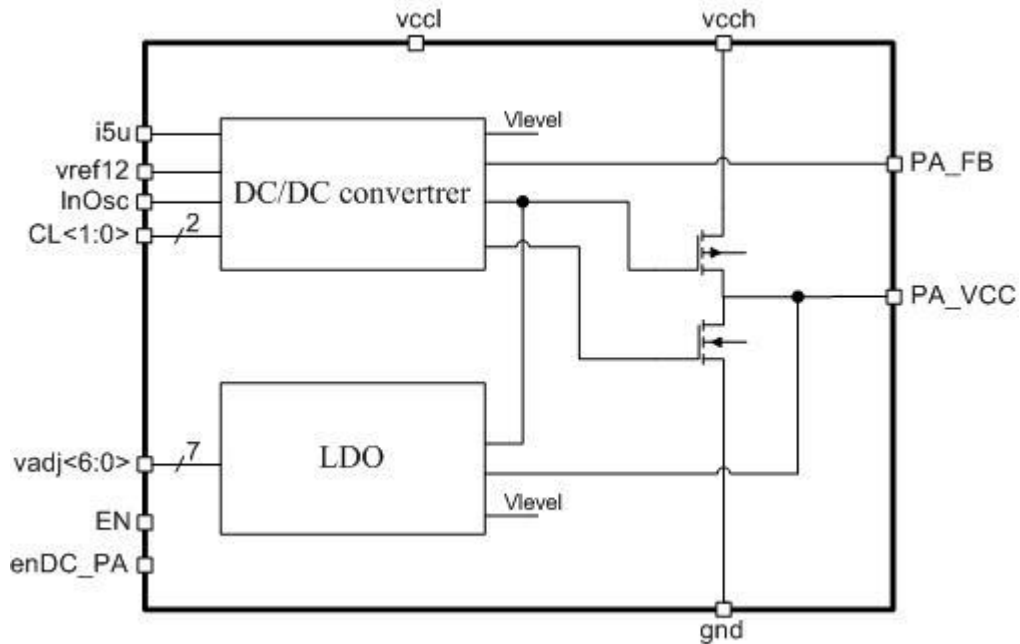 vccl
vcch
i5u
Vlevel
vref12
PA_FB
InOsc
DC/DC convertrer
CL<1:0>
2
PA_VCC
vadj<6:0>
7
LDO
Vlevel
EN
enDC_PA
gnd